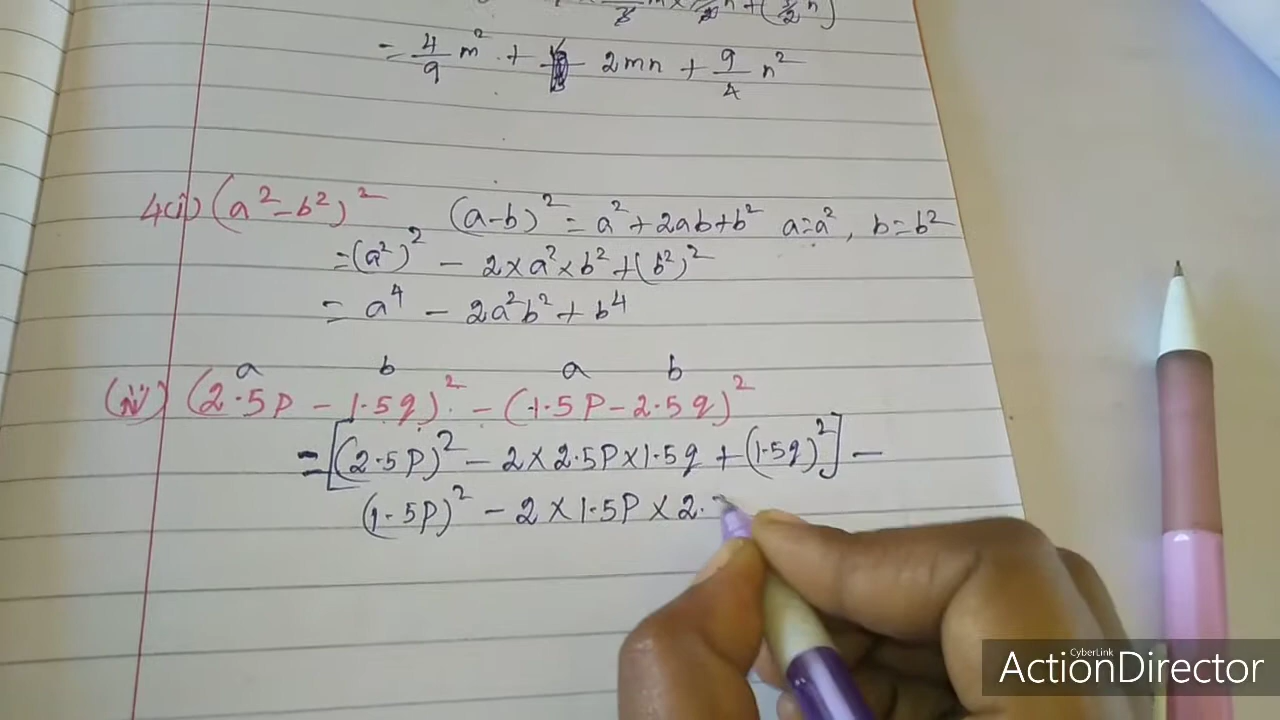 = 4/9 m² + 2mn + 9/4 n²
4(i) (a² - b²)² (a-b)² = a² + 2ab + b² a = a², b = b²
= (a²)² - 2 × a² × b² + (b²)²
= a⁴ - 2a²b² + b⁴
a b a b
(2.5p - 1.5q)² - (1.5p - 2.5q)²
= [(2.5p)² - 2 × 2.5p × 1.5q + (1.5q)²] -
(1.5p)² - 2 × 1.5p × 2.
CyberLink
ActionDirector